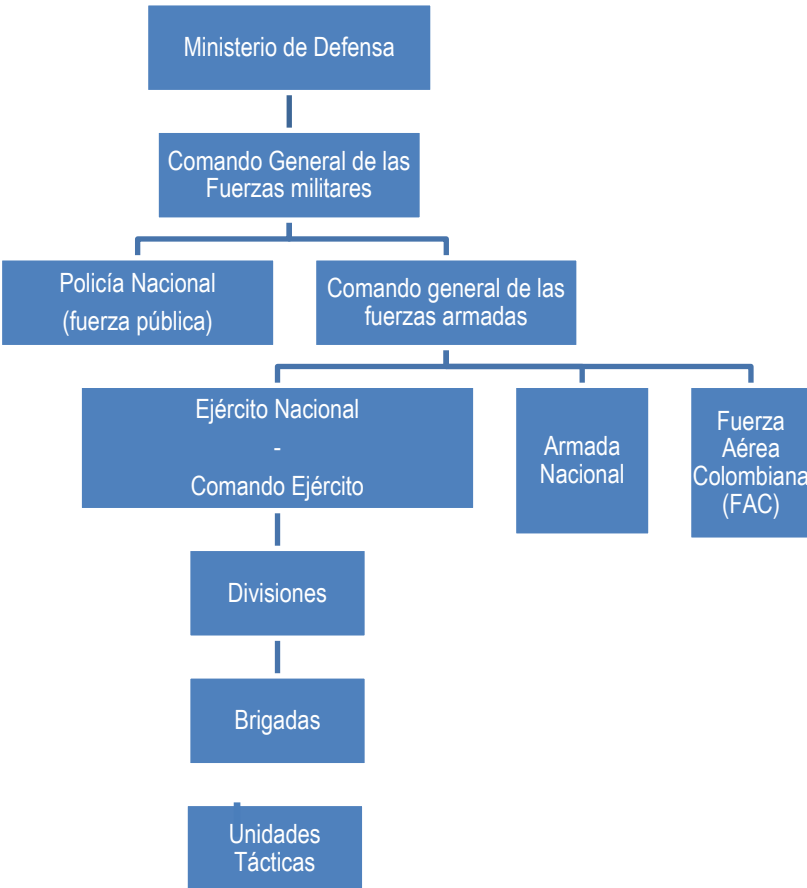 Ministerio de Defensa
Comando General de las
Fuerzas militares
Policía Nacional
(fuerza pública)
Comando general de las
fuerzas armadas
Ejército Nacional
-
Comando Ejército
Armada
Nacional
Fuerza
Aérea
Colombiana
(FAC)
Divisiones
Brigadas
Unidades
Tácticas